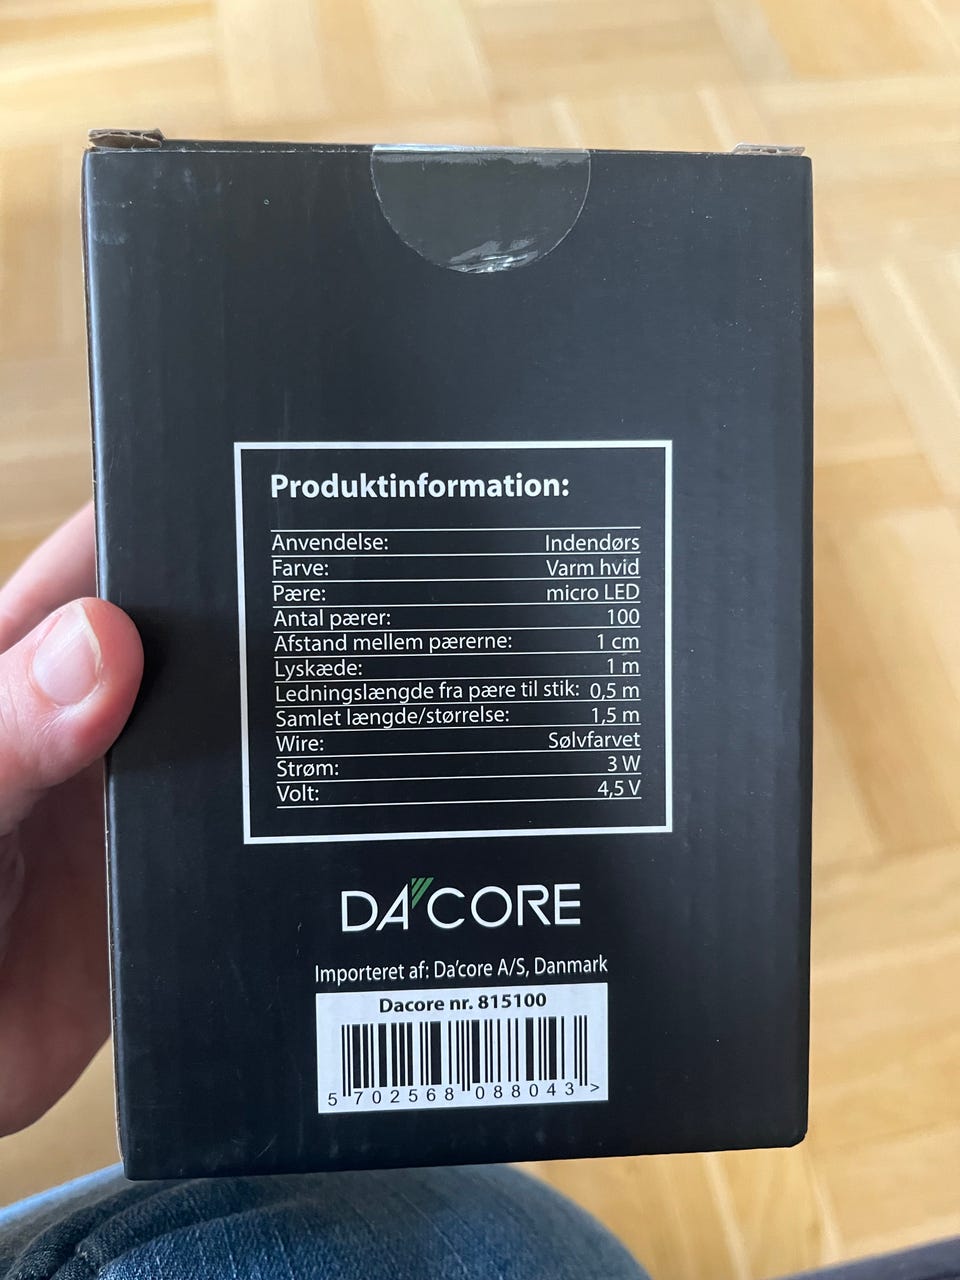 Produktinformation:
Anvendelse: Indendørs
Farve: Varm hvid
Pære: micro LED
Antal pærer: 100
Afstand mellem pærerne: 1 cm
Lyskæde: 1 m
Ledningslængde fra pære til stik: 0,5 m
Samlet længde/størrelse: 1,5 m
Wire: Sølvfarvet
Strøm: 3 W
Volt: 4,5 V
DA'CORE
Importeret af: Da'core A/S, Danmark
Dacore nr. 815100
5 702568 088043 >